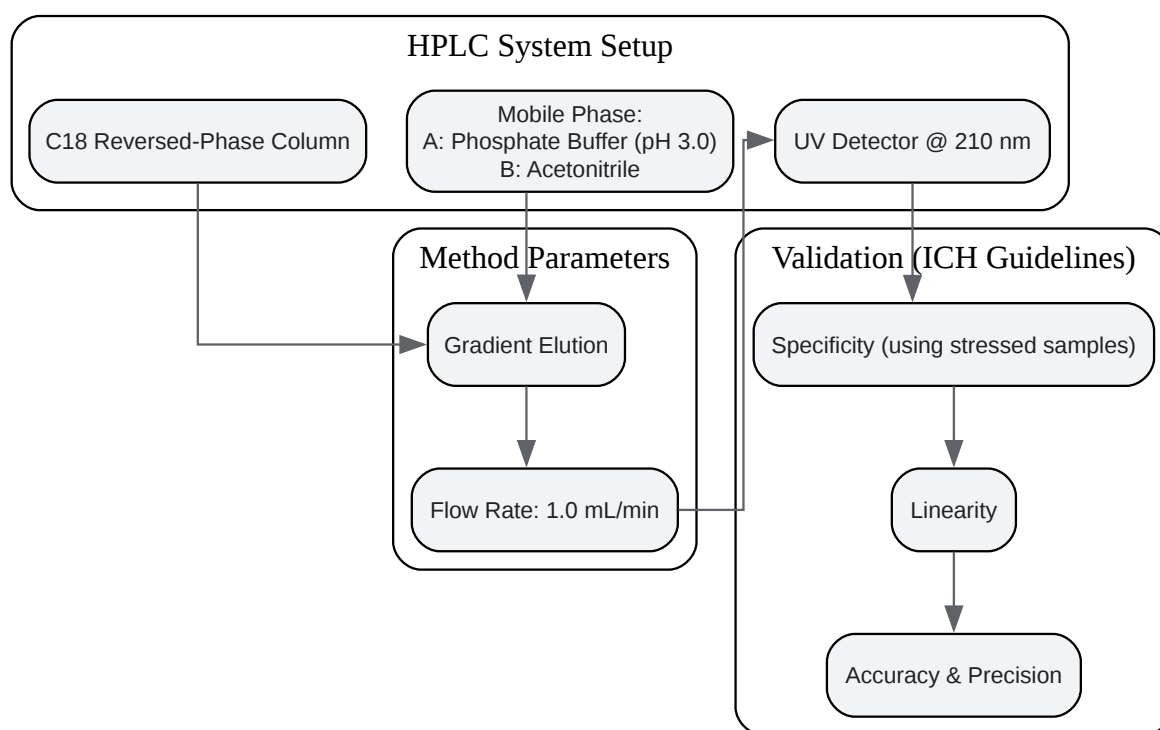 HPLC System Setup
C18 Reversed-Phase Column
Mobile Phase:
A: Phosphate Buffer (pH 3.0)
B: Acetonitrile
UV Detector @ 210 nm
Method Parameters
Gradient Elution
Flow Rate: 1.0 mL/min
Validation (ICH Guidelines)
Specificity (using stressed samples)
Linearity
Accuracy & Precision